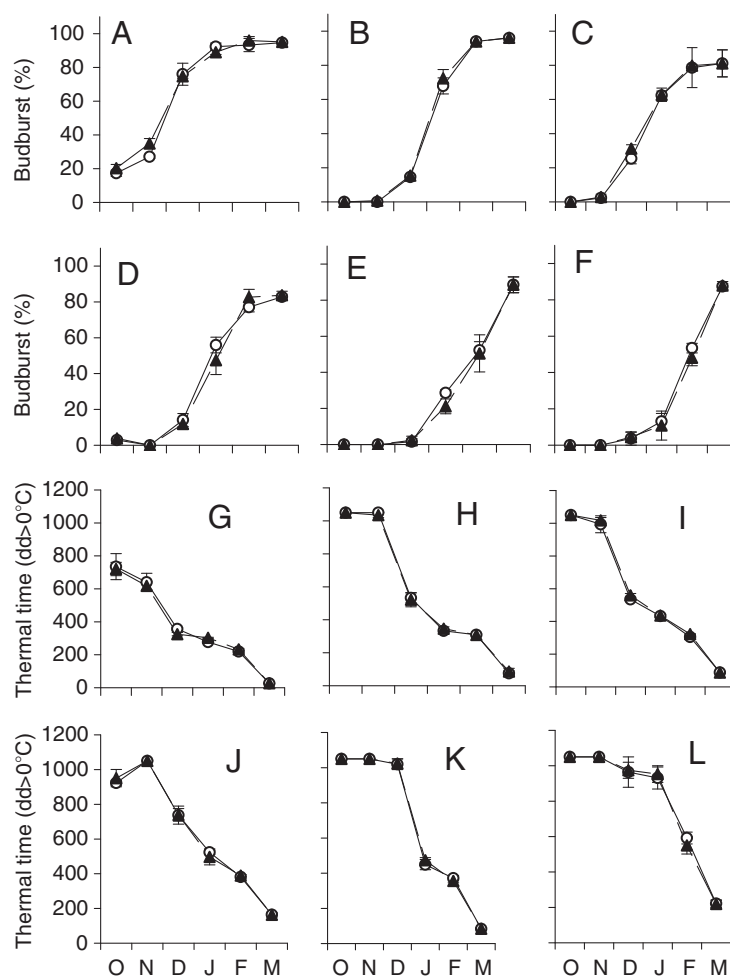 A
B
C
Budburst (%)
100
80
60
40
20
0
D
E
F
Budburst (%)
100
80
60
40
20
0
G
H
I
Thermal time (dd>0°C)
1200
1000
800
600
400
200
0
J
K
L
Thermal time (dd>0°C)
1200
1000
800
600
400
200
0
O N D J F M
O N D J F M
O N D J F M